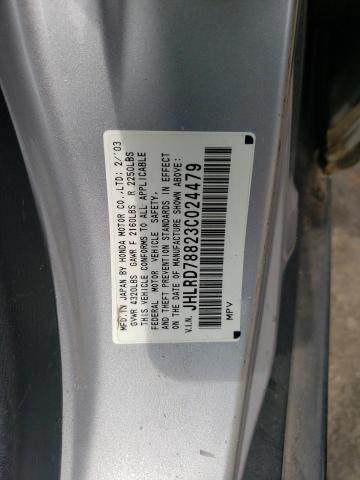 MFD. IN JAPAN BY HONDA MOTOR CO.,LTD; 2/'03
GVWR 4320LBS GAWR F 2160LBS R 2250LBS
THIS VEHICLE CONFORMS TO ALL APPLICABLE
FEDERAL MOTOR VEHICLE SAFETY,
AND THEFT PREVENTION STANDARDS IN EFFECT
ON THE DATE OF MANUFACTURE SHOWN ABOVE:
V.I.N. JHLRD78823C024479
MPV